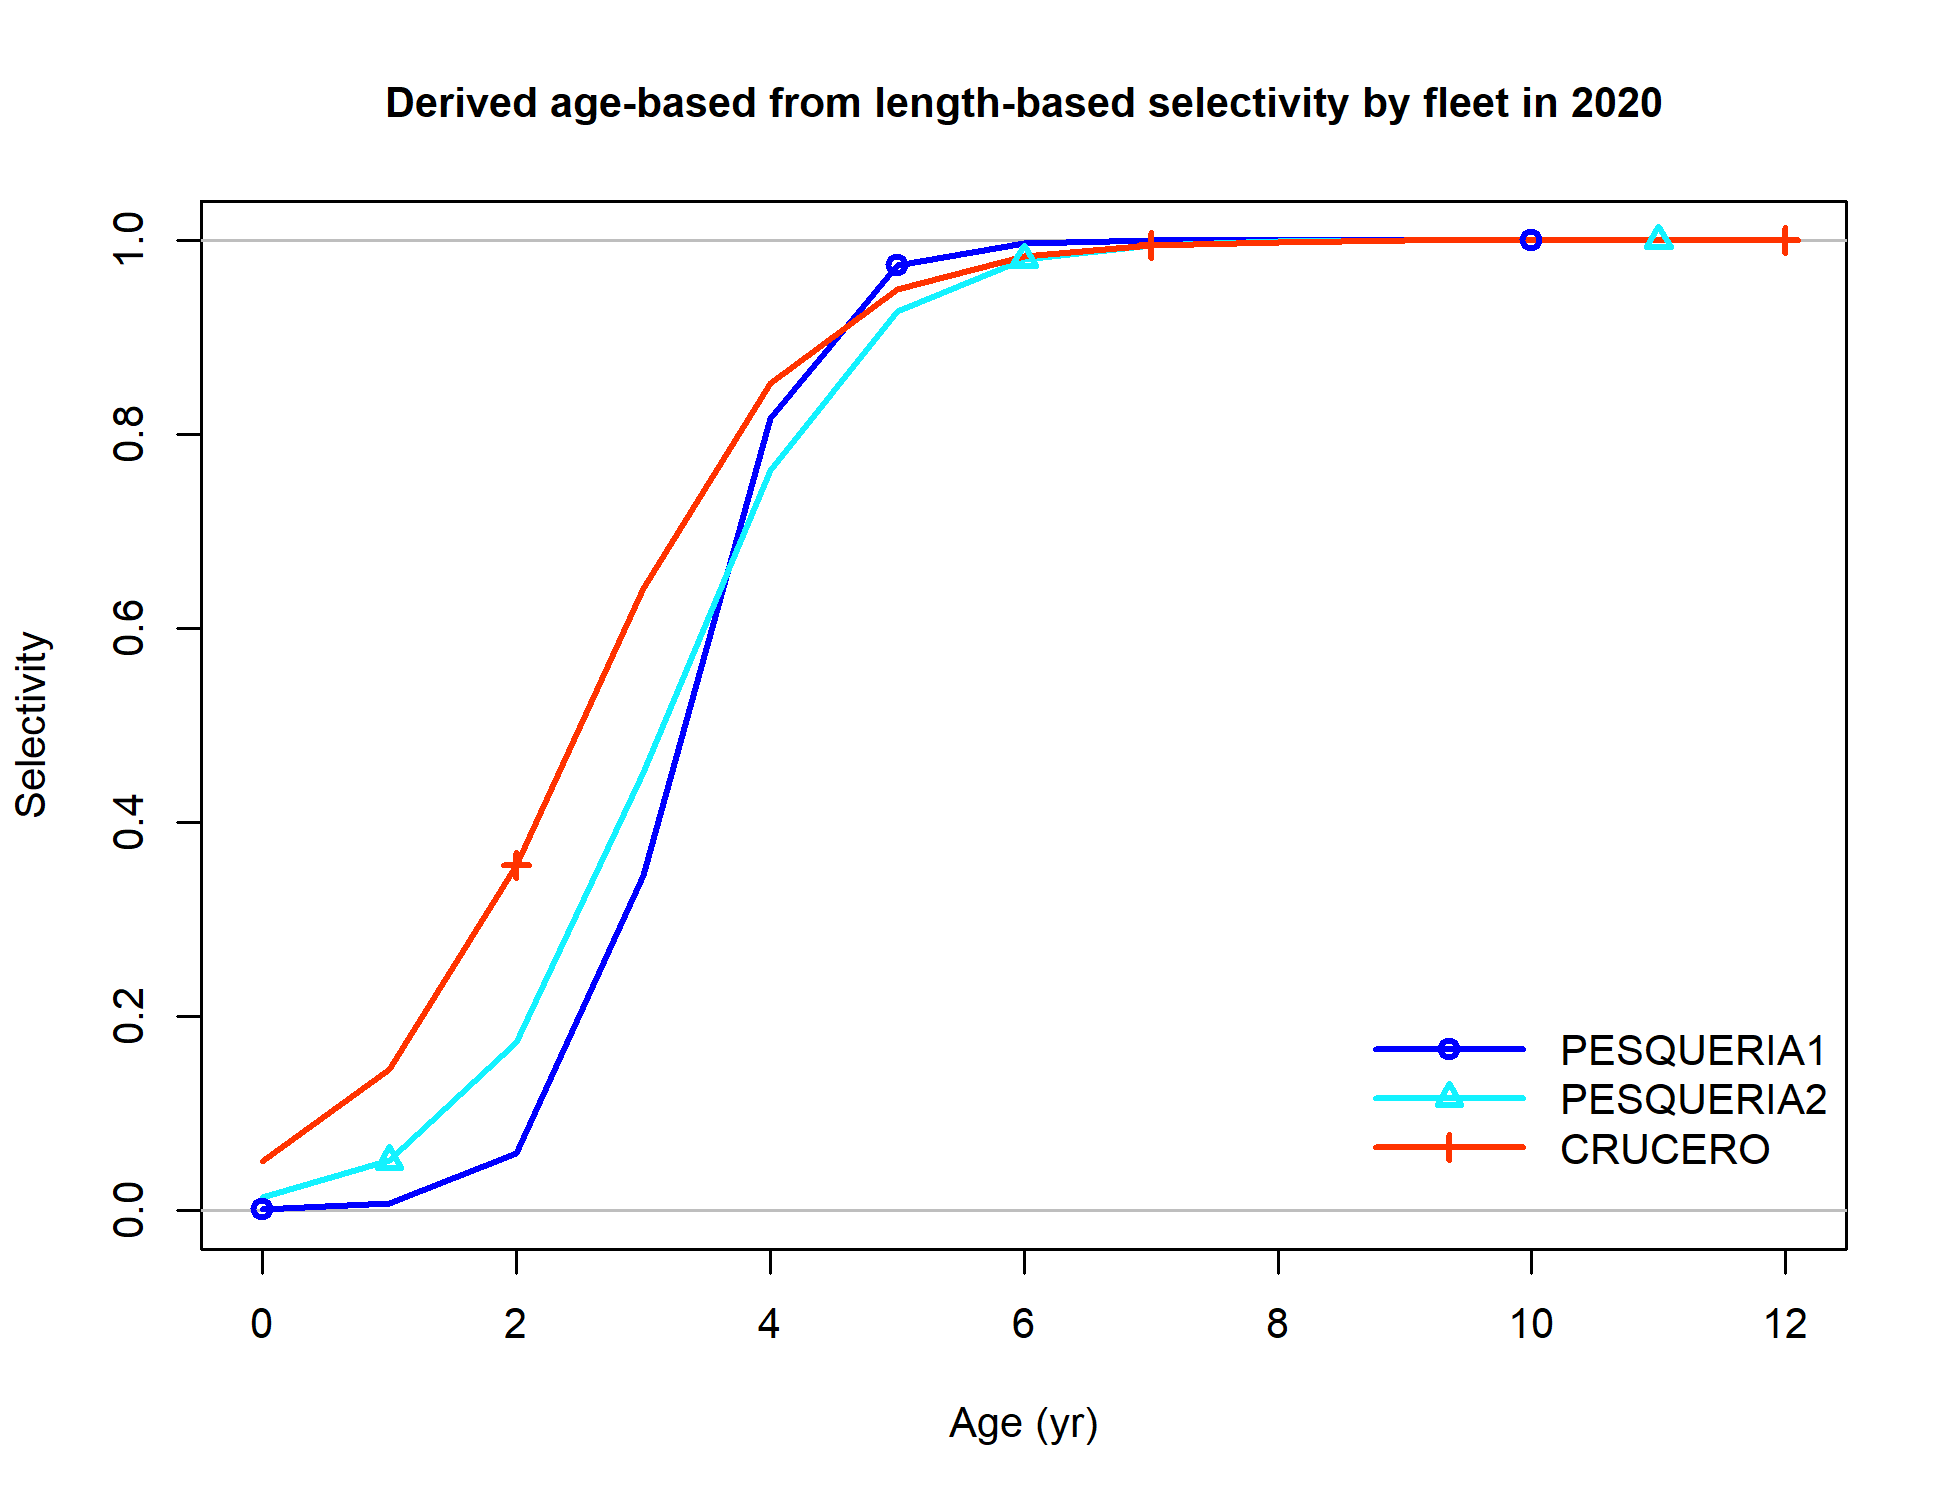 Derived age-based from length-based selectivity by fleet in 2020
Selectivity
1.0
0.8
0.6
0.4
0.2
0.0
PESQUERIA1
PESQUERIA2
CRUCERO
0 2 4 6 8 10 12
Age (yr)